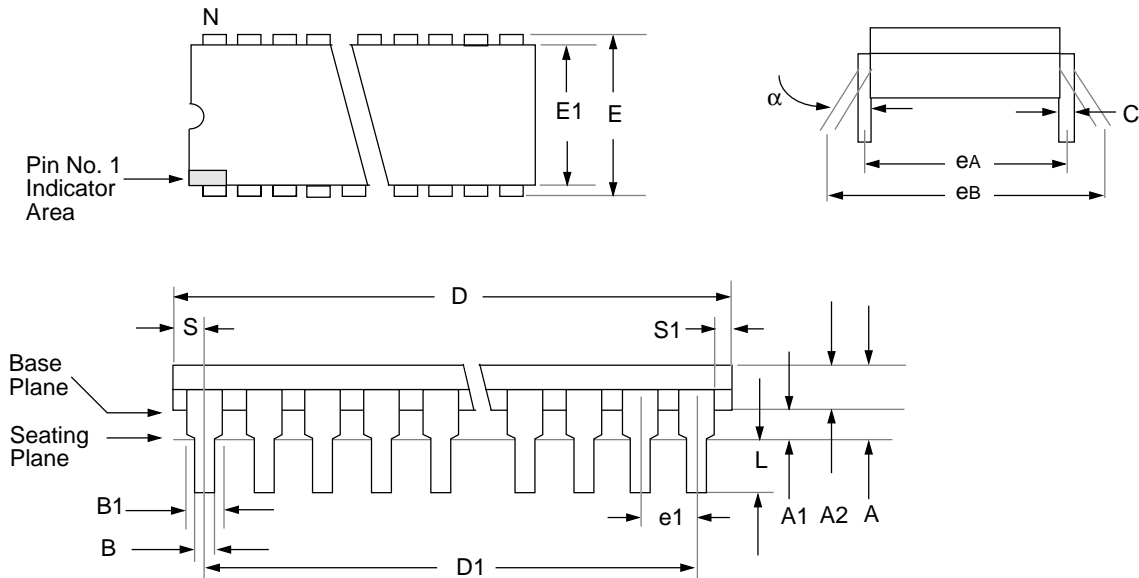 N
E1
E
Pin No. 1
Indicator
Area
α
C
eA
eB
D
S
S1
Base
Plane
Seating
Plane
L
B1
e1
A1
A2
A
B
D1